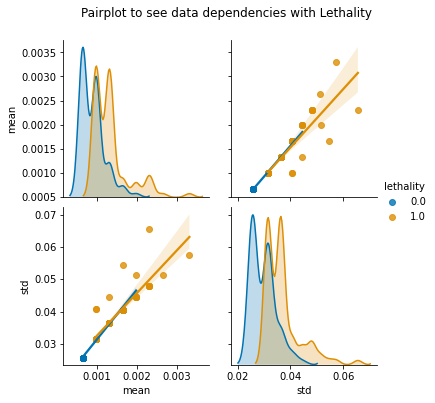 Pairplot to see data dependencies with Lethality
0.0035
0.0030
0.0025
0.0020
0.0015
0.0010
0.0005
mean
lethality
0.0
1.0
0.07
0.06
0.05
0.04
0.03
std
0.001 0.002 0.003
mean
0.02 0.04 0.06
std